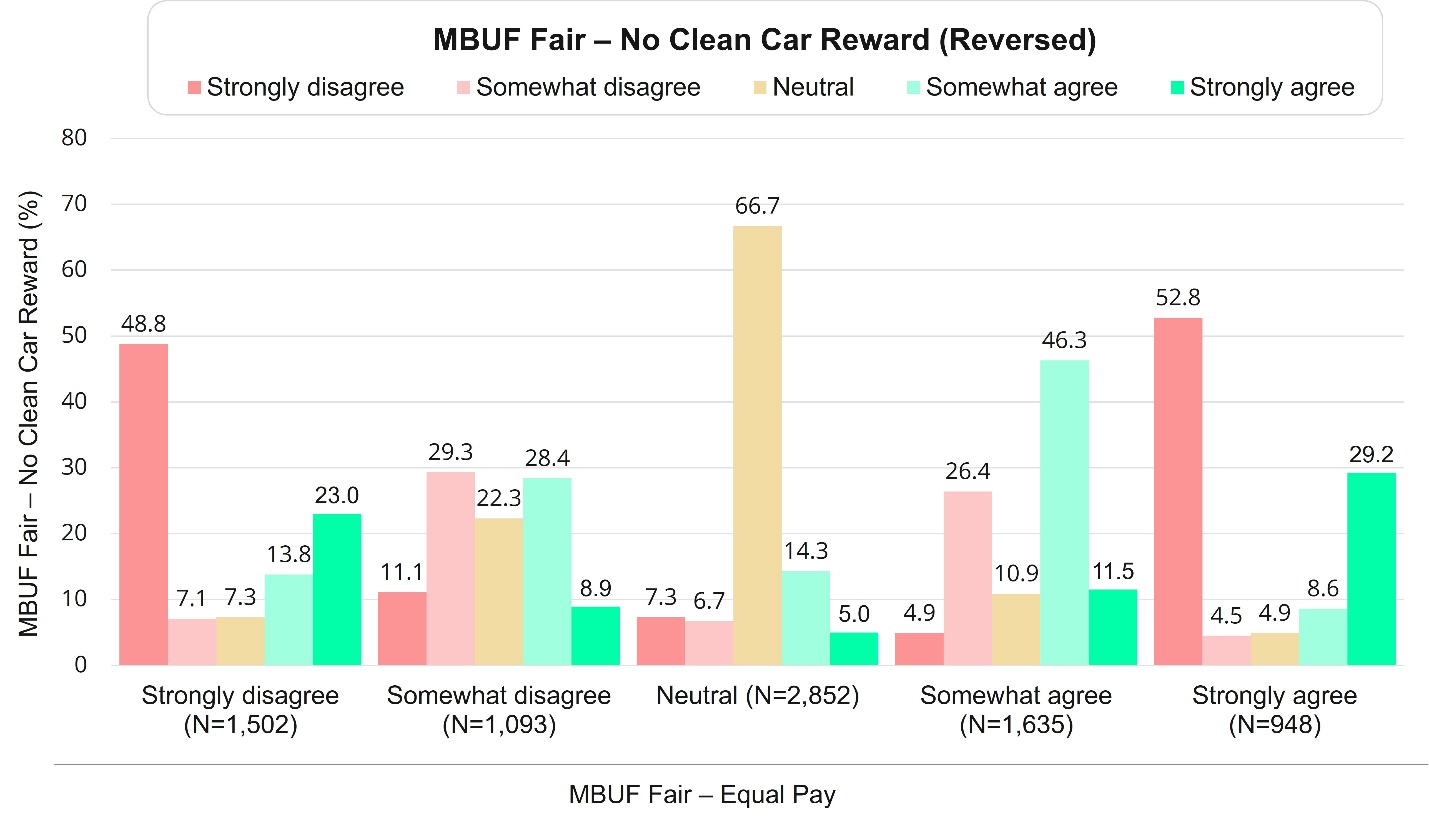 MBUF Fair – No Clean Car Reward (Reversed)
Strongly disagree Somewhat disagree Neutral Somewhat agree Strongly agree
MBUF Fair – No Clean Car Reward (%)
80
70
60
50
40
30
20
10
0
48.8 7.1 7.3 13.8 23.0
11.1 29.3 22.3 28.4 8.9
7.3 6.7 66.7 14.3 5.0
4.9 26.4 10.9 46.3 11.5
52.8 4.5 4.9 8.6 29.2
Strongly disagree
(N=1,502)
Somewhat disagree
(N=1,093)
Neutral (N=2,852)
Somewhat agree
(N=1,635)
Strongly agree
(N=948)
MBUF Fair – Equal Pay